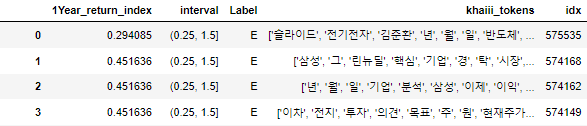 1Year_return_index interval Label khaiii_tokens idx
0 0.294085 (0.25, 1.5] E ['슬라이드', '전기전자', '김준환', '년', '월', '일', '반도체', ... 575535
1 0.451636 (0.25, 1.5] E ['삼성', '그', '린뉴딜', '핵심', '기업', '경', '탁', '시장',... 574168
2 0.451636 (0.25, 1.5] E ['년', '월', '일', '기업', '분석', '삼성', '이제', '이익', ... 574162
3 0.451636 (0.25, 1.5] E ['이차', '전지', '투자', '의견', '목표', '주', '원', '현재주가... 574149